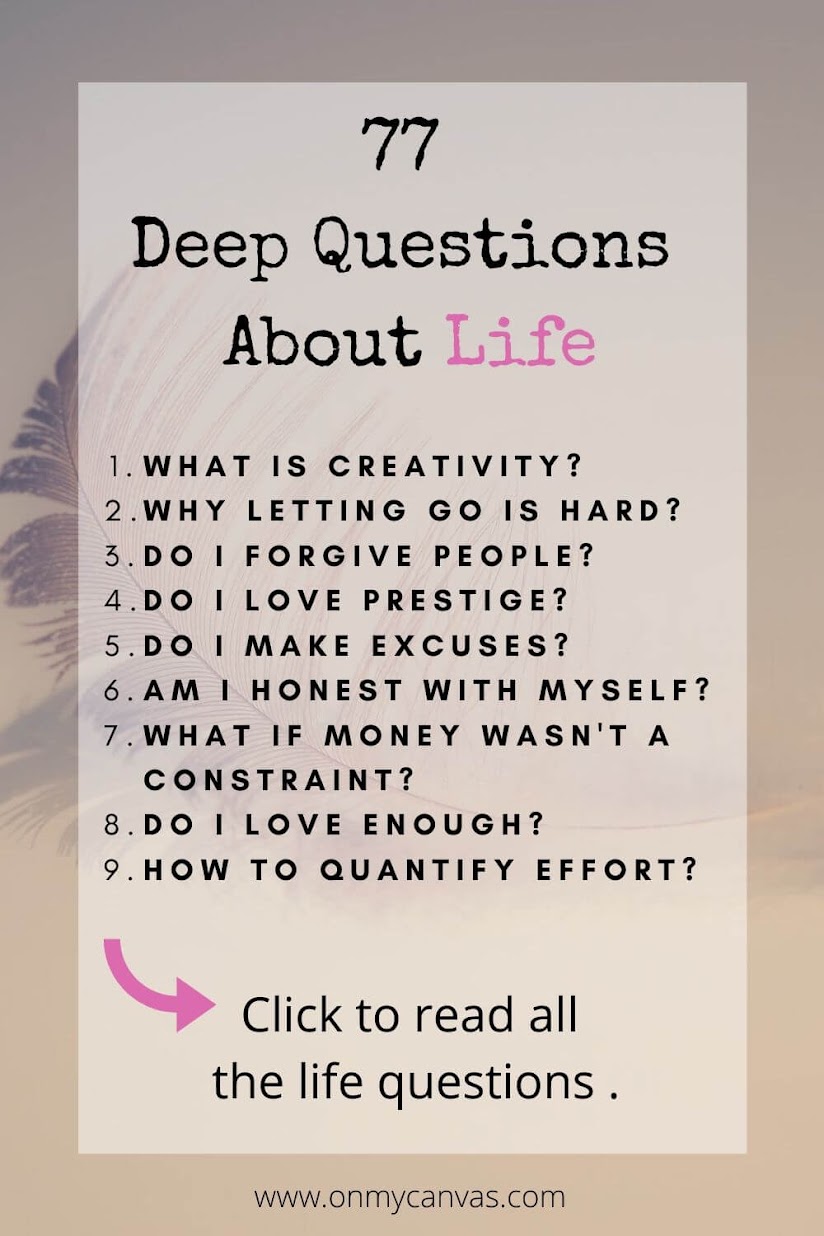 77
Deep Questions
About Life
1. WHAT IS CREATIVITY?
2. WHY LETTING GO IS HARD?
3. DO I FORGIVE PEOPLE?
4. DO I LOVE PRESTIGE?
5. DO I MAKE EXCUSES?
6. AM I HONEST WITH MYSELF?
7. WHAT IF MONEY WASN'T A
CONSTRAINT?
8. DO I LOVE ENOUGH?
9. HOW TO QUANTIFY EFFORT?
Click to read all
the life questions .
www.onmycanvas.com